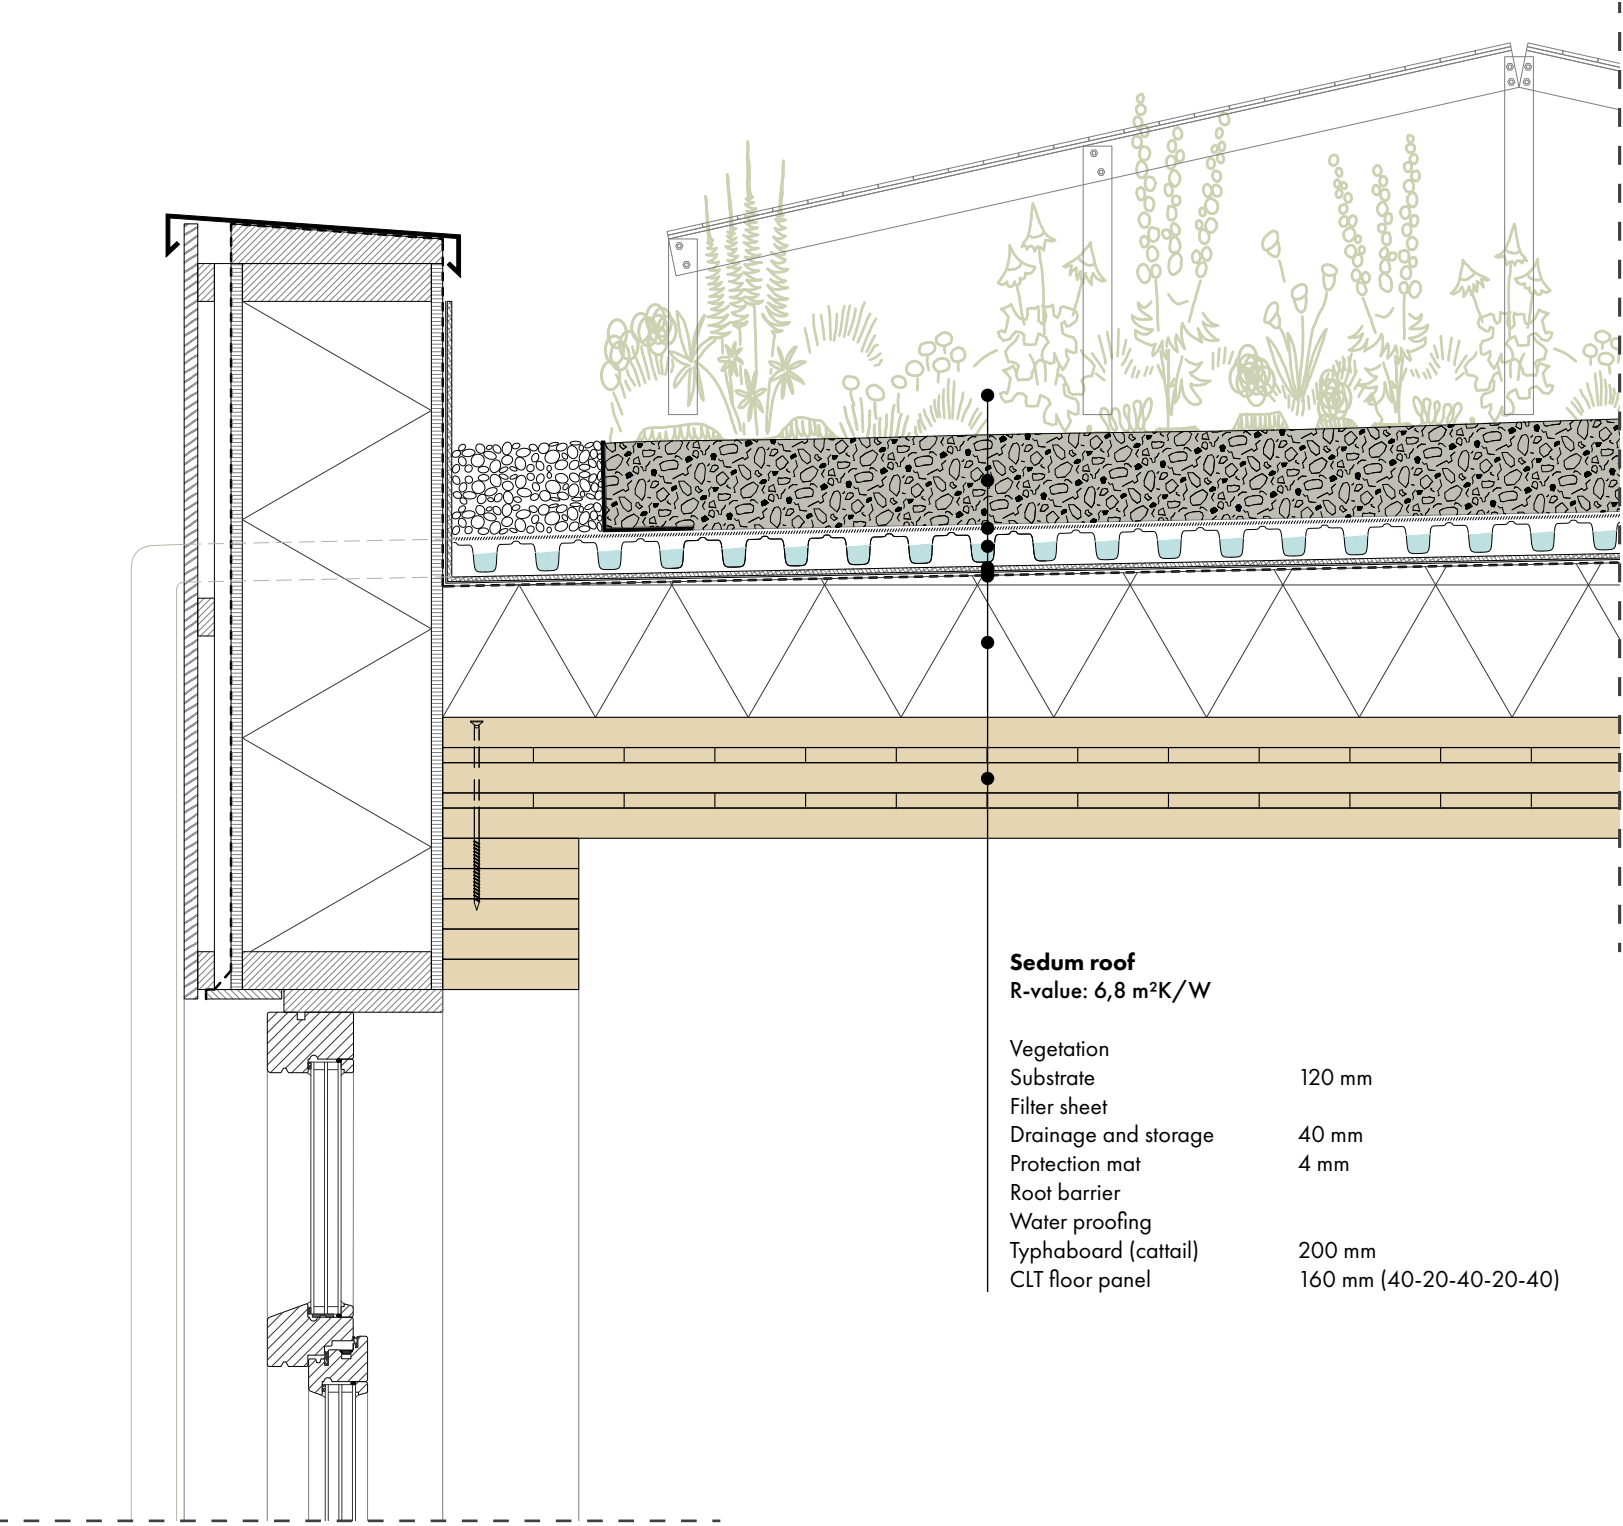 Sedum roof
R-value: 6,8 m²K/W
Vegetation
Substrate 120 mm
Filter sheet
Drainage and storage 40 mm
Protection mat 4 mm
Root barrier
Water proofing
Typhaboard (cattail) 200 mm
CLT floor panel 160 mm (40-20-40-20-40)